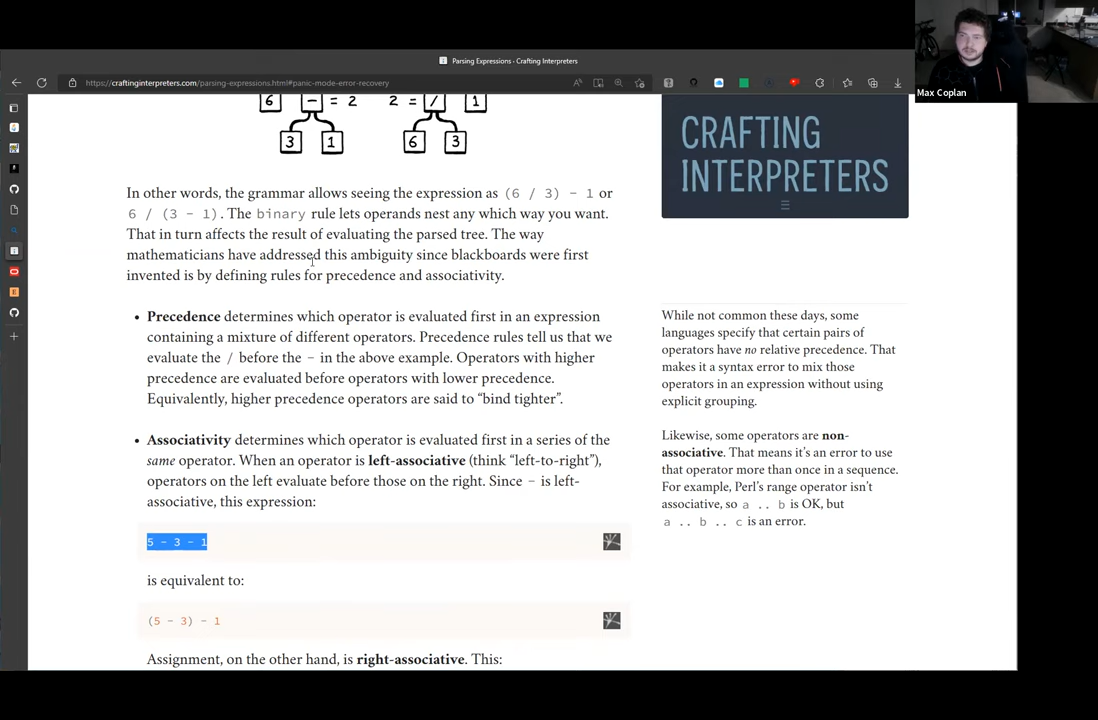 Max Coplan
Parsing Expressions · Crafting Interpreters
https://craftinginterpreters.com/parsing-expressions.html#panic-mode-error-recovery
6 - = 2 2 = / 1
3 1 6 3
In other words, the grammar allows seeing the expression as (6 / 3) - 1 or
6 / (3 - 1). The binary rule lets operands nest any which way you want.
That in turn affects the result of evaluating the parsed tree. The way
mathematicians have addressed this ambiguity since blackboards were first
invented is by defining rules for precedence and associativity.
• Precedence determines which operator is evaluated first in an expression
containing a mixture of different operators. Precedence rules tell us that we
evaluate the / before the - in the above example. Operators with higher
precedence are evaluated before operators with lower precedence.
Equivalently, higher precedence operators are said to “bind tighter”.
• Associativity determines which operator is evaluated first in a series of the
same operator. When an operator is left-associative (think “left-to-right”),
operators on the left evaluate before those on the right. Since - is left-
associative, this expression:
5 - 3 - 1
is equivalent to:
(5 - 3) - 1
Assignment, on the other hand, is right-associative. This:
CRAFTING
INTERPRETERS
While not common these days, some
languages specify that certain pairs of
operators have no relative precedence. That
makes it a syntax error to mix those
operators in an expression without using
explicit grouping.
Likewise, some operators are non-
associative. That means it’s an error to use
that operator more than once in a sequence.
For example, Perl’s range operator isn’t
associative, so a .. b is OK, but
a .. b .. c is an error.